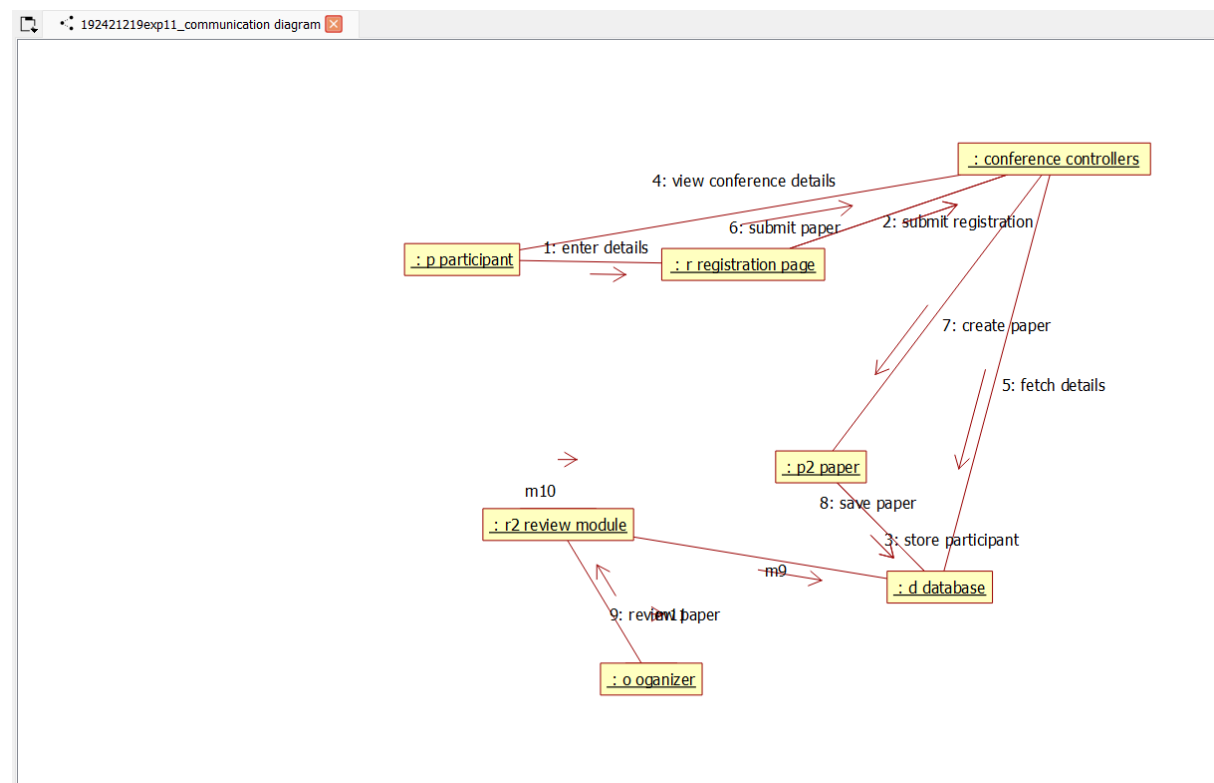 192421219exp11_communication diagram
: conference controllers
4: view conference details
6: submit paper
2: submit registration
1: enter details
: p participant
: r registration page
7: create paper
5: fetch details
: p2 paper
m10
8: save paper
: r2 review module
3: store participant
m9
: d database
9: review paper
m11
: o oganizer